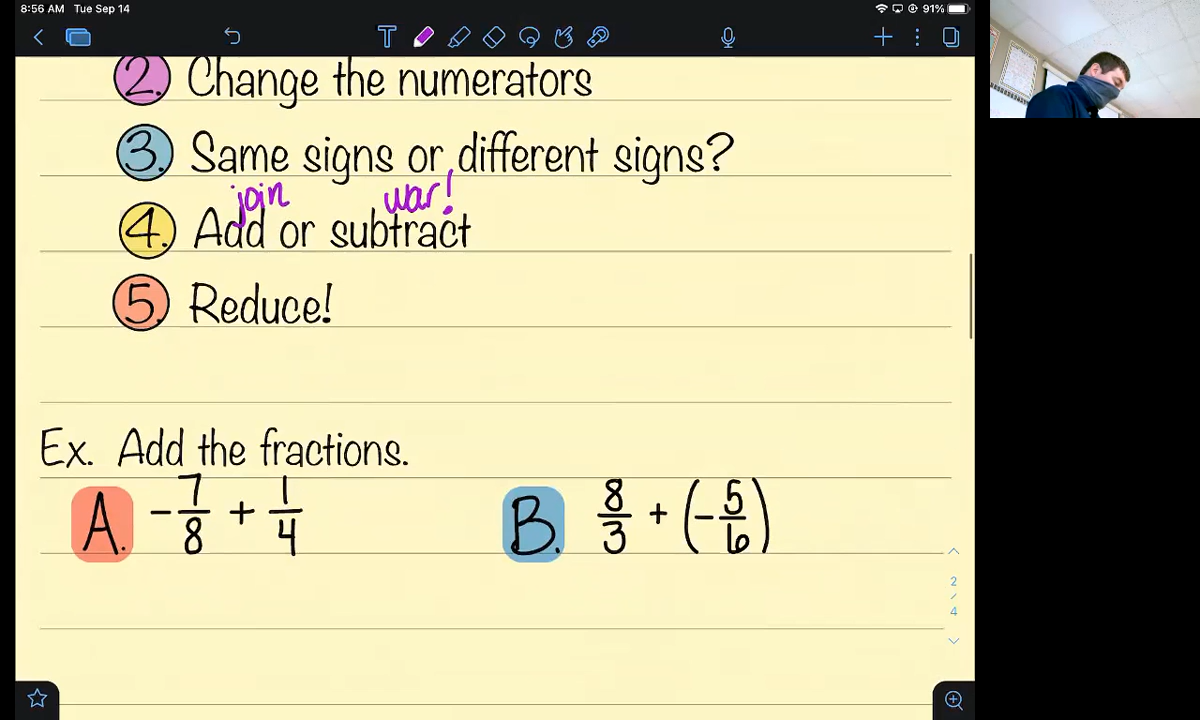 8:56 AM Tue Sep 14
91%
T
2. Change the numerators
3. Same signs or different signs?
join war!
4. Add or subtract
5. Reduce!
Ex. Add the fractions.
A. -7/8 + 1/4
B. 8/3 + (-5/6)
2
/
4